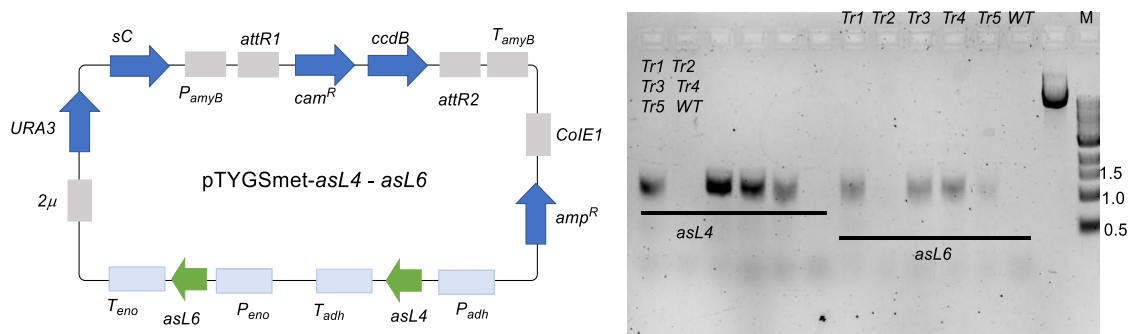 sC
attR1
ccdB
TamyB
PamyB
camR
attR2
URA3
ColE1
pTYGSmet-asL4 - asL6
2μ
ampR
Teno
asL6
Peno
Tadh
asL4
Padh
Tr1 Tr2 Tr3 Tr4 Tr5 WT M
Tr1 Tr2
Tr3 Tr4
Tr5 WT
1.5
1.0
0.5
asL4
asL6